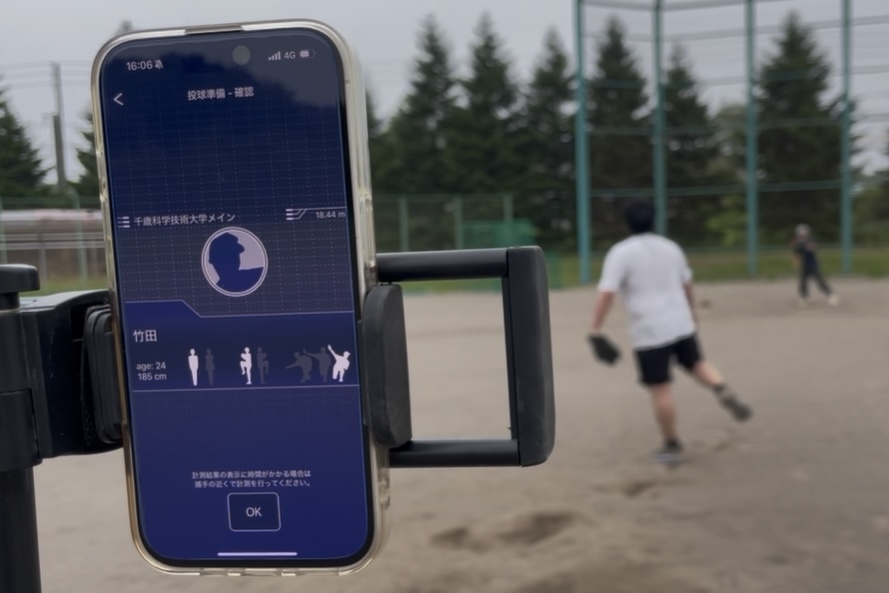 16:06
4G
投球準備 - 確認
千歳科学技術大学メイン
18.44 m
竹田
age: 24
185 cm
計測結果の表示に時間がかかる場合は
捕手の近くで計測を行ってください。
OK